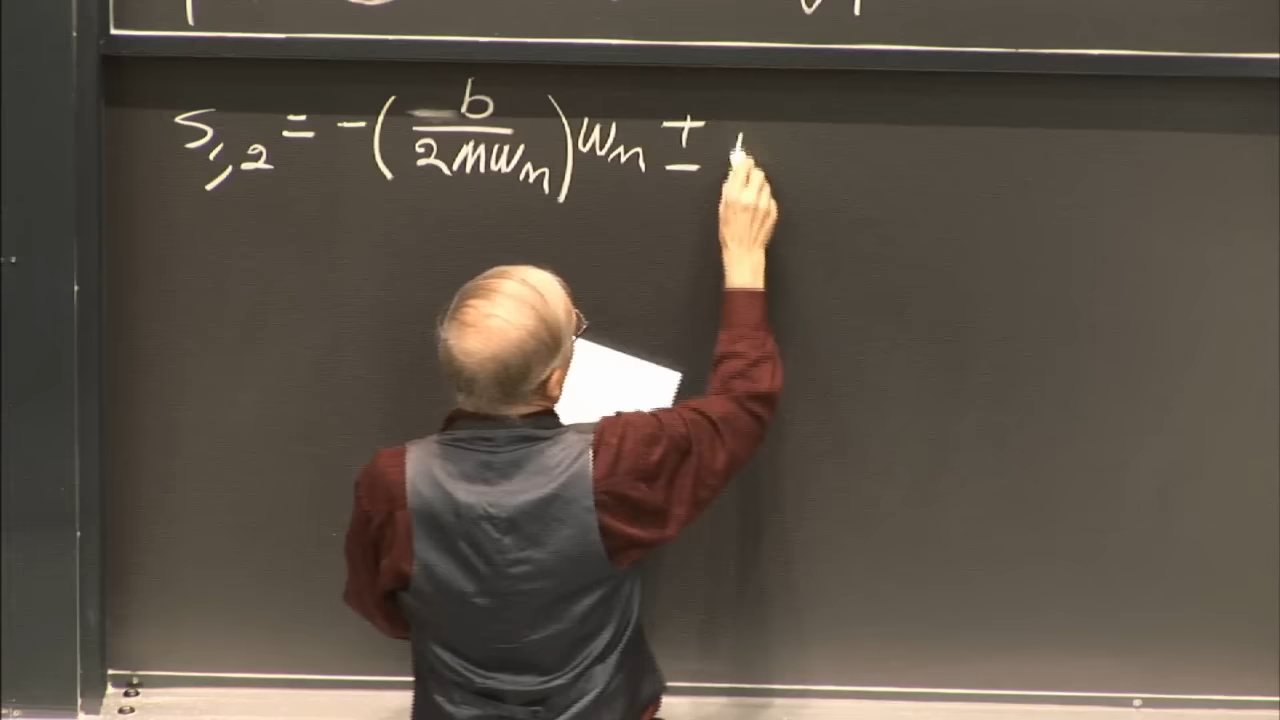 s₁,₂ = -(b/2mωₙ)ωₙ ±